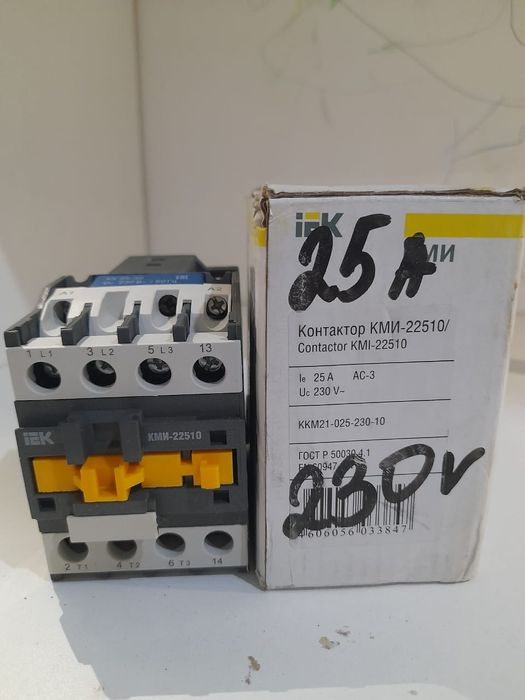 A1
A2
1 L1 3 L2 5 L3 13
IEK КМИ-22510
2 T1 4 T2 6 T3 14
IEK
КМИ
25 A
Контактор КМИ-22510/
Contactor KMI-22510
Ie 25 A AC-3
Uc 230 V~
KKM21-025-230-10
ГОСТ Р 50030.4.1
EN 60947
230V
4606056 033847